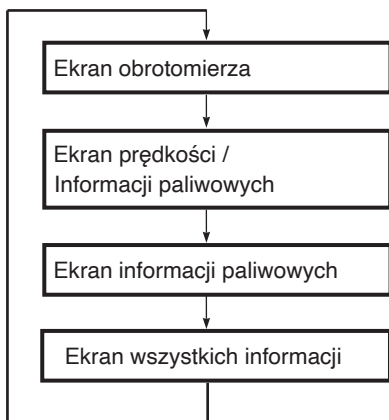 Ekran obrotomierza
Ekran prędkości /
Informacji paliwowych
Ekran informacji paliwowych
Ekran wszystkich informacji